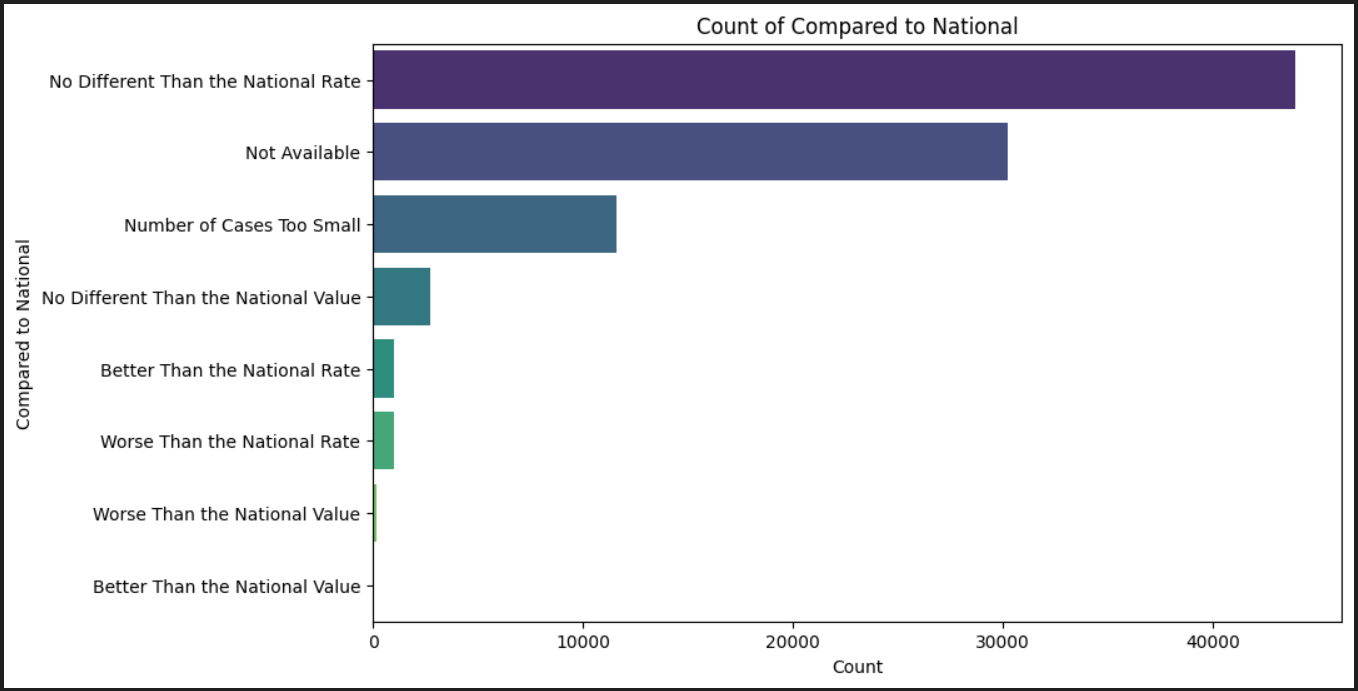 Count of Compared to National
Compared to National
No Different Than the National Rate
Not Available
Number of Cases Too Small
No Different Than the National Value
Better Than the National Rate
Worse Than the National Rate
Worse Than the National Value
Better Than the National Value
0 10000 20000 30000 40000
Count